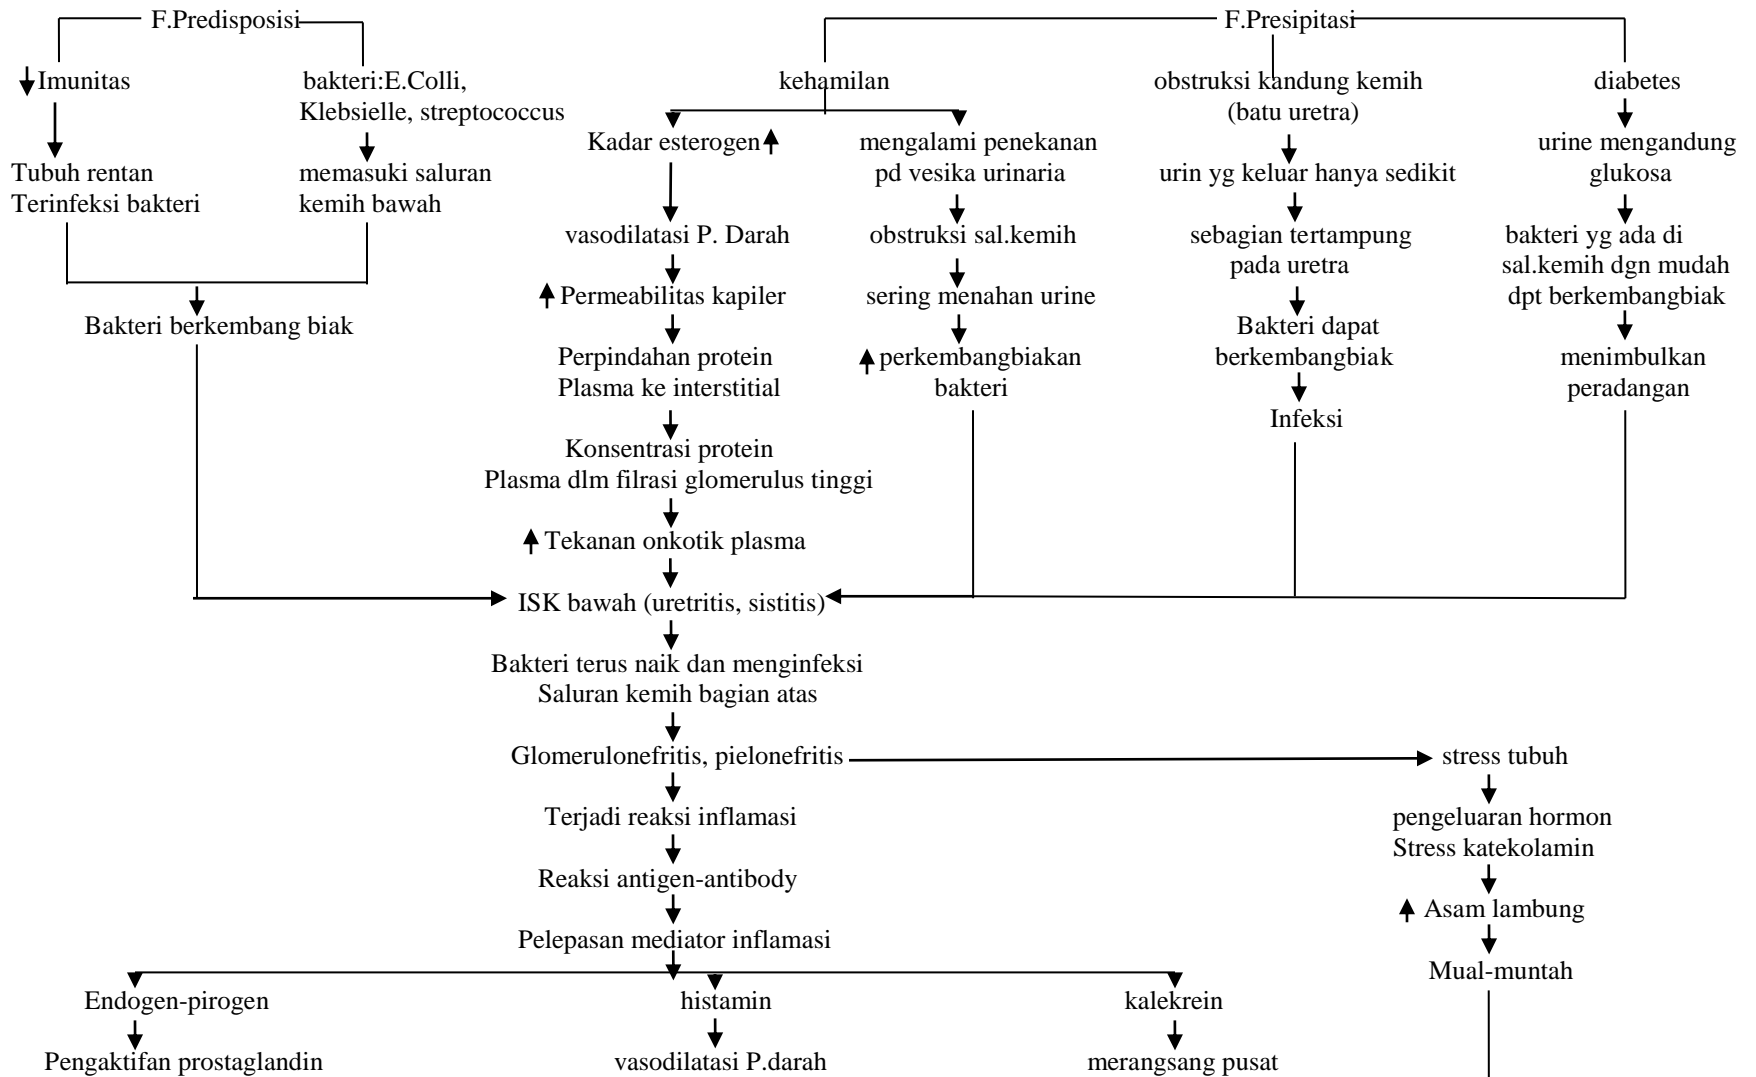 F.Predisposisi
F.Presipitasi
Imunitas
bakteri:E.Colli,
Klebsielle, streptococcus
kehamilan
obstruksi kandung kemih
(batu uretra)
diabetes
Tubuh rentan
Terinfeksi bakteri
memasuki saluran
kemih bawah
Kadar esterogen
mengalami penekanan
pd vesika urinaria
urin yg keluar hanya sedikit
urine mengandung
glukosa
vasodilatasi P. Darah
obstruksi sal.kemih
sebagian tertampung
pada uretra
bakteri yg ada di
sal.kemih dgn mudah
dpt berkembangbiak
Bakteri berkembang biak
Permeabilitas kapiler
sering menahan urine
Bakteri dapat
berkembangbiak
Perpindahan protein
Plasma ke interstitial
perkembangbiakan
bakteri
menimbulkan
peradangan
Infeksi
Konsentrasi protein
Plasma dlm filrasi glomerulus tinggi
Tekanan onkotik plasma
ISK bawah (uretritis, sistitis)
Bakteri terus naik dan menginfeksi
Saluran kemih bagian atas
Glomerulonefritis, pielonefritis
stress tubuh
Terjadi reaksi inflamasi
pengeluaran hormon
Stress katekolamin
Reaksi antigen-antibody
Asam lambung
Pelepasan mediator inflamasi
Mual-muntah
Endogen-pirogen
histamin
kalekrein
Pengaktifan prostaglandin
vasodilatasi P.darah
merangsang pusat